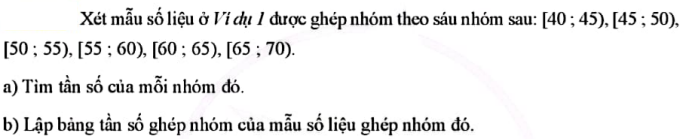 Xét mẫu số liệu ở Ví dụ 1 được ghép nhóm theo sáu nhóm sau: [40 ; 45), [45 ; 50),
[50 ; 55), [55 ; 60), [60 ; 65), [65 ; 70).
a) Tìm tần số của mỗi nhóm đó.
b) Lập bảng tần số ghép nhóm của mẫu số liệu ghép nhóm đó.